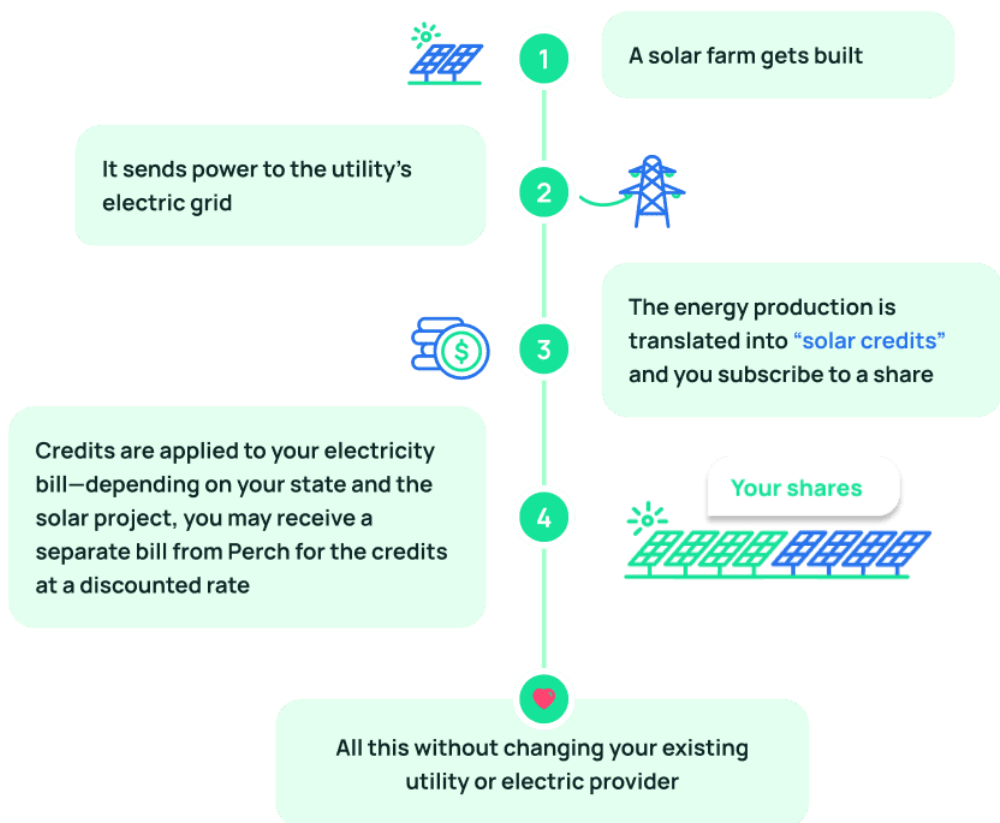 1
A solar farm gets built
It sends power to the utility’s
electric grid
2
$
3
The energy production is
translated into “solar credits”
and you subscribe to a share
Credits are applied to your electricity
bill—depending on your state and the
solar project, you may receive a
separate bill from Perch for the credits
at a discounted rate
4
Your shares
All this without changing your existing
utility or electric provider